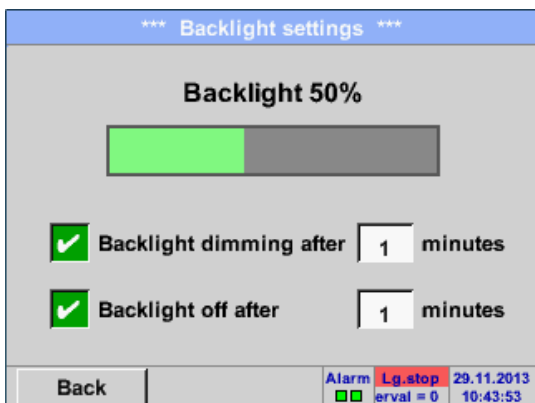 *** Backlight settings ***
Backlight 50%
Backlight dimming after 1 minutes
Backlight off after 1 minutes
Back
Alarm Lg.stop 29.11.2013
erval = 0 10:43:53